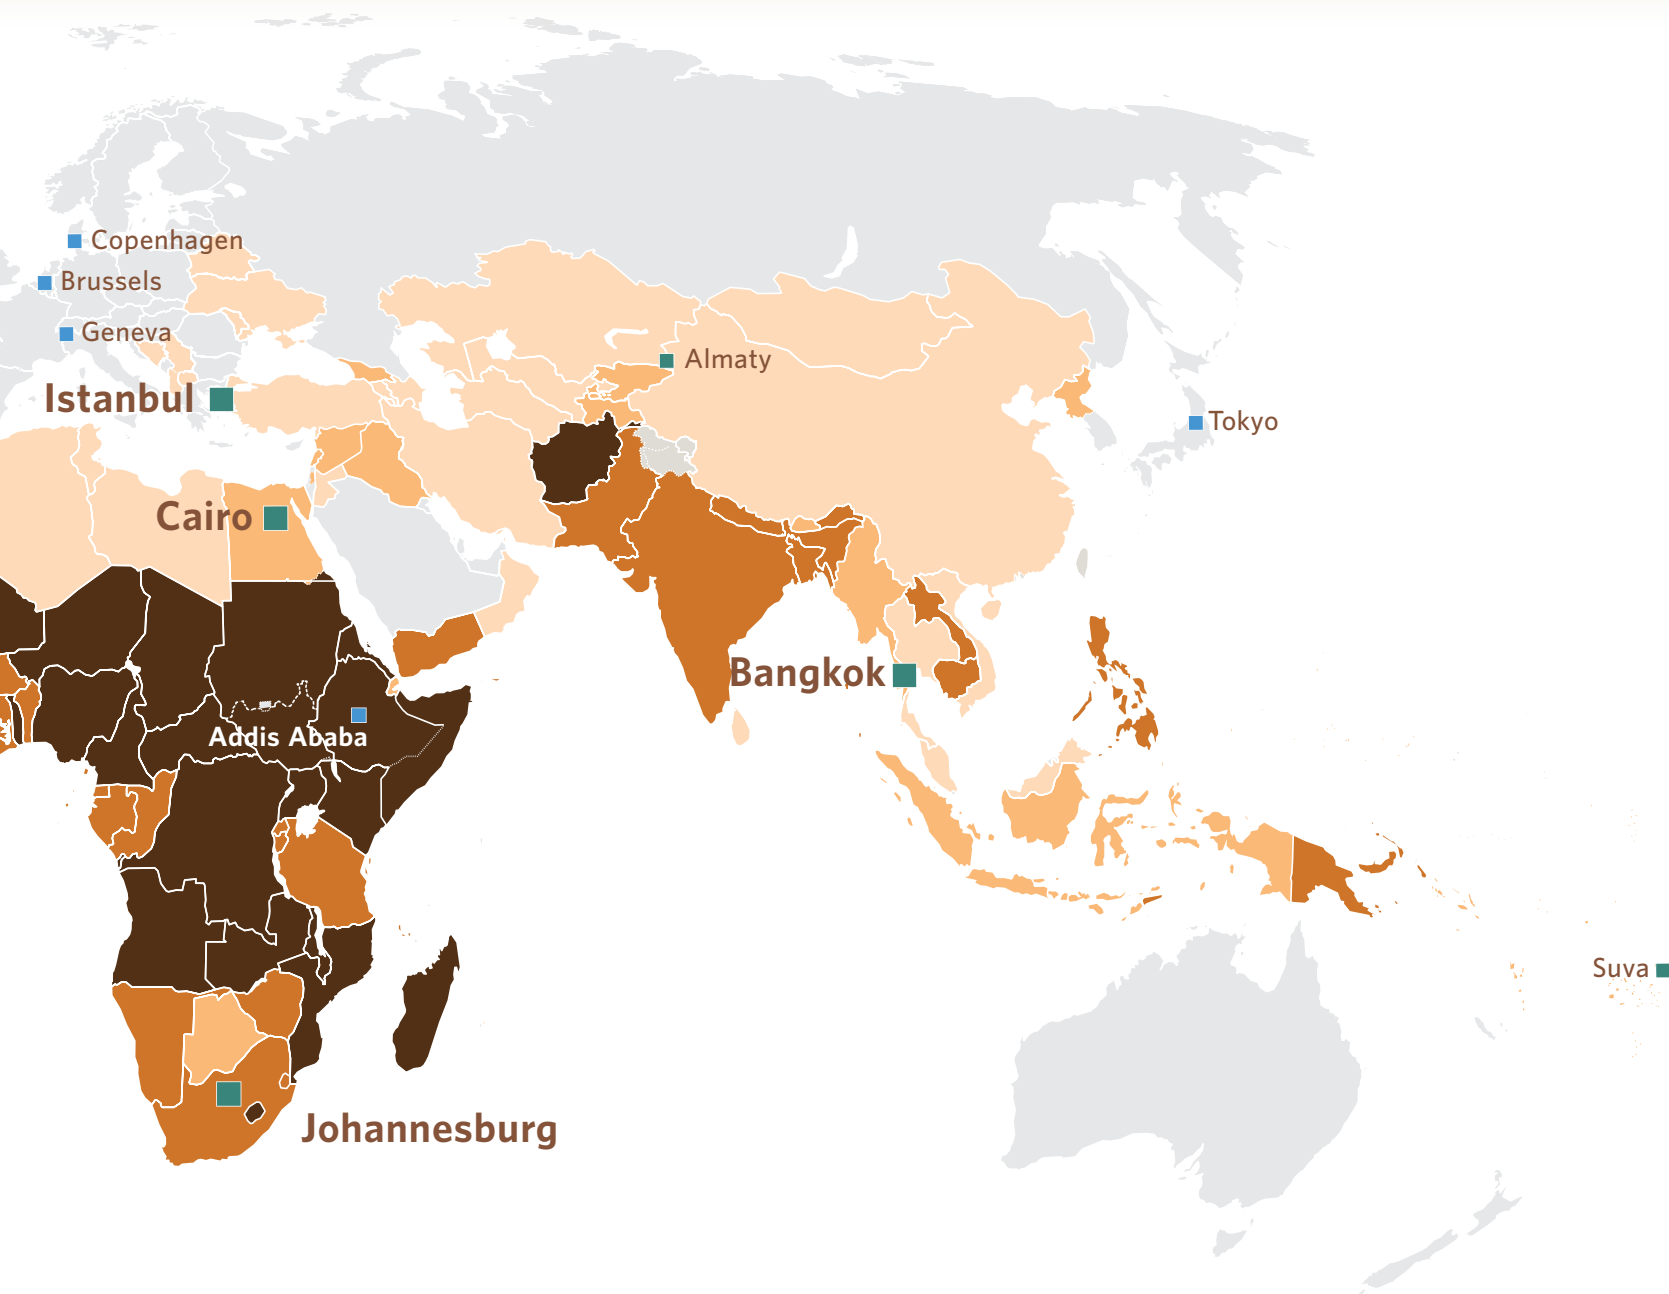 Copenhagen
Brussels
Geneva
Almaty
Istanbul
Tokyo
Cairo
Bangkok
Addis Ababa
Suva
Johannesburg